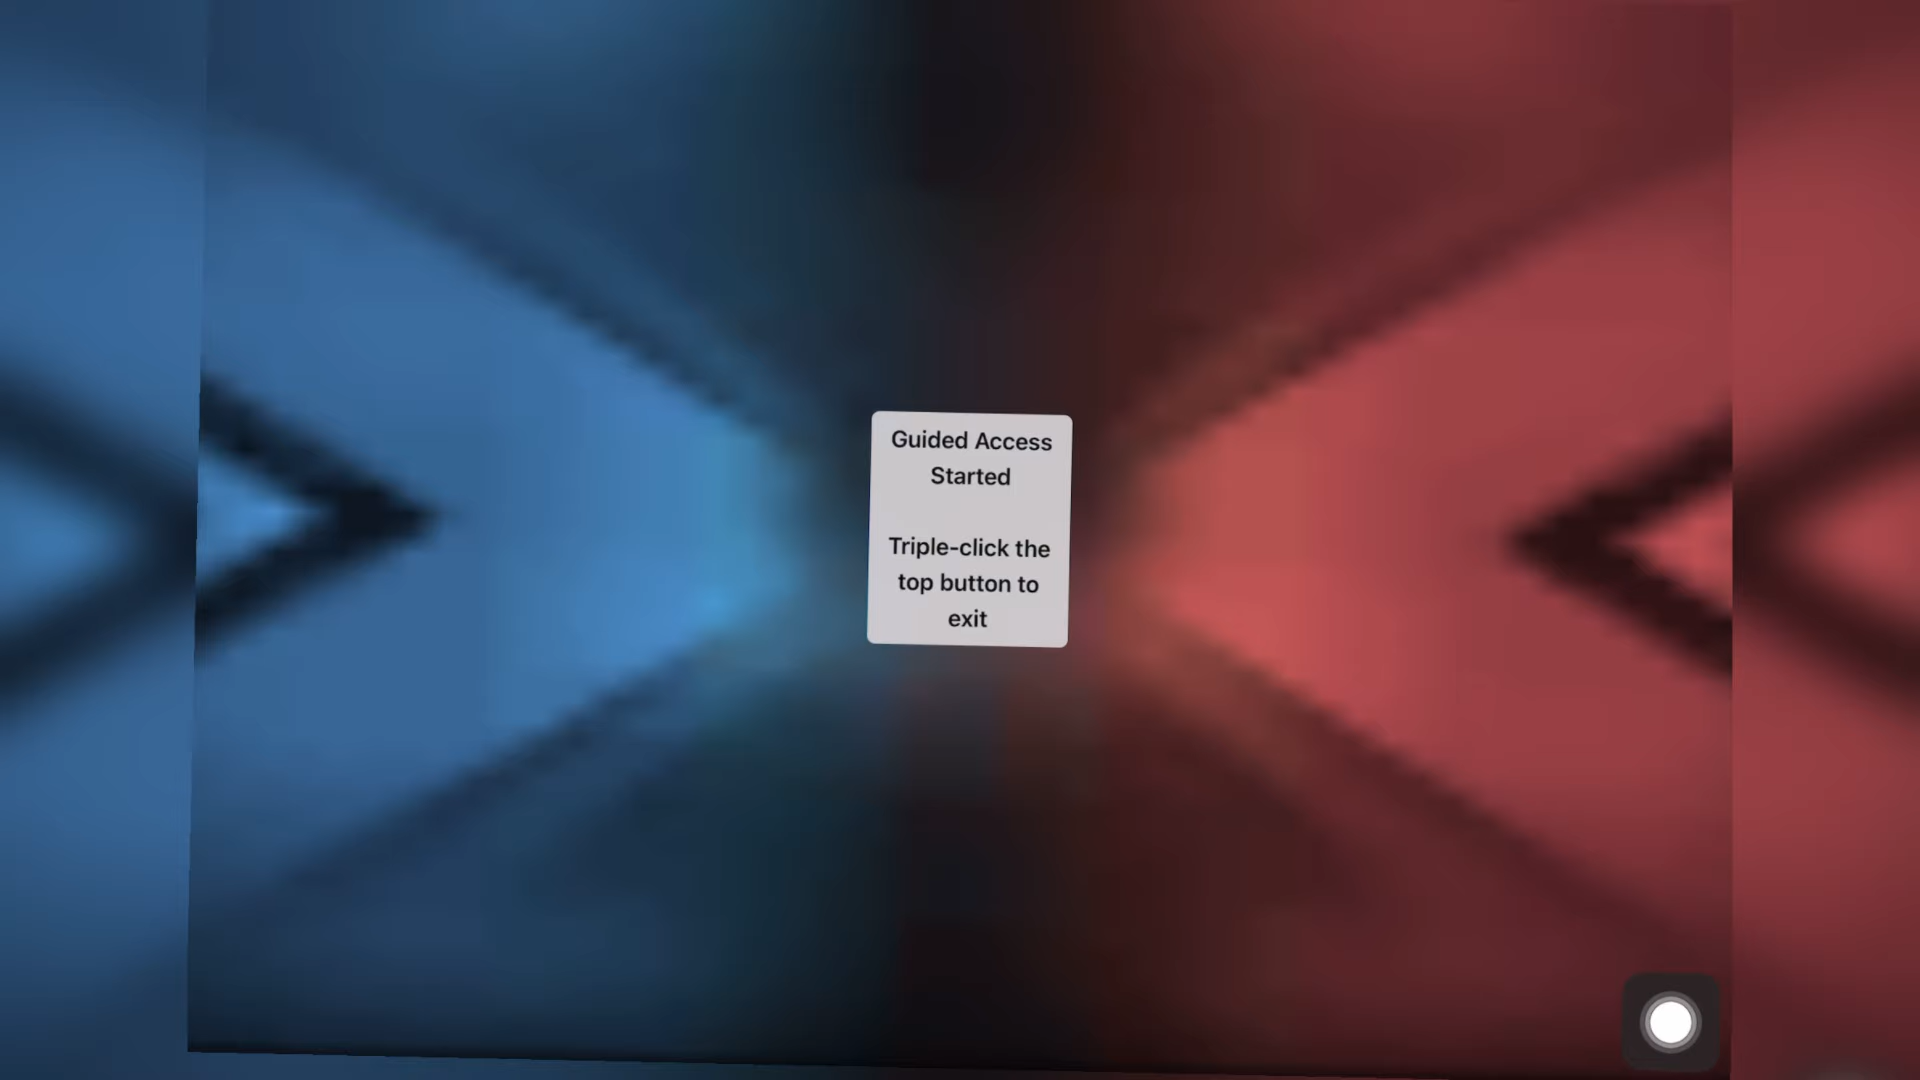 Guided Access
Started
Triple-click the
top button to
exit